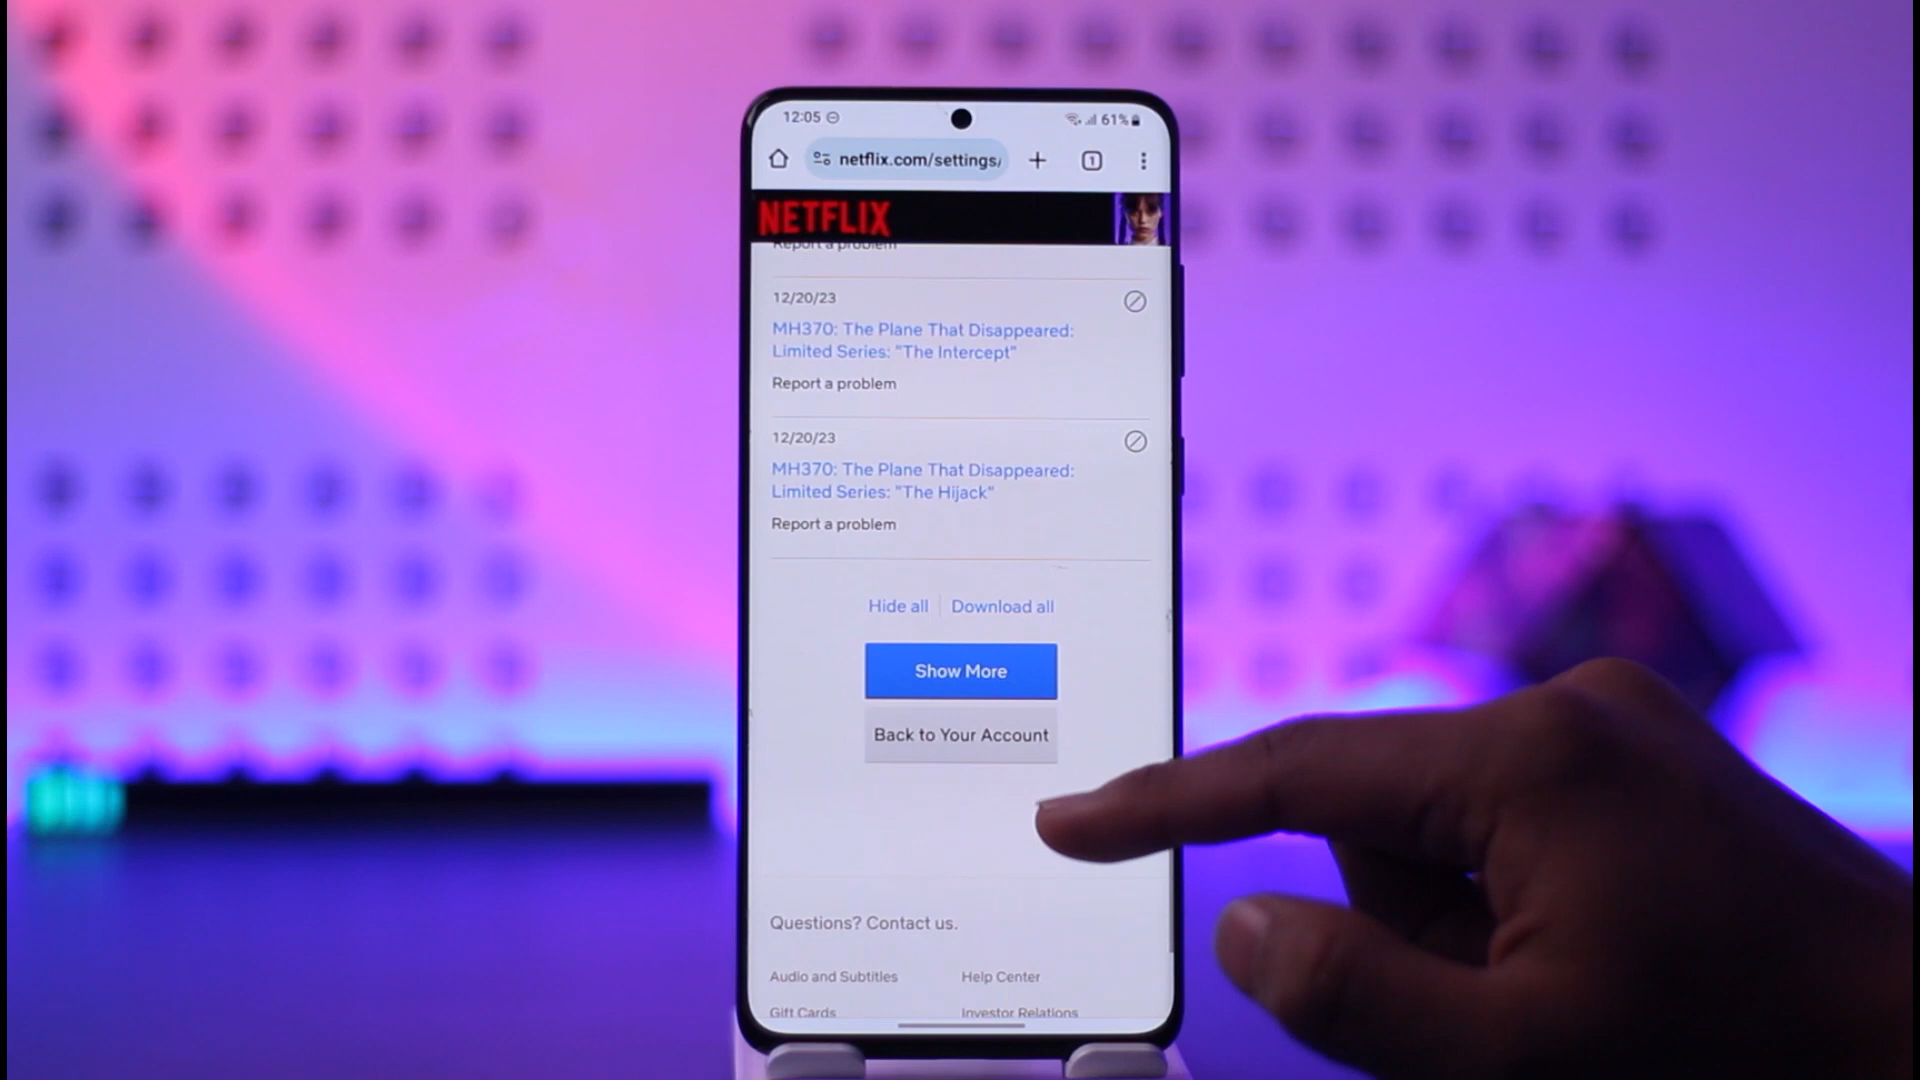 12:05 61%
netflix.com/settings/ 1
NETFLIX
Report a problem
12/20/23
MH370: The Plane That Disappeared:
Limited Series: "The Intercept"
Report a problem
12/20/23
MH370: The Plane That Disappeared:
Limited Series: "The Hijack"
Report a problem
Hide all Download all
Show More
Back to Your Account
Questions? Contact us.
Audio and Subtitles Help Center
Gift Cards Investor Relations